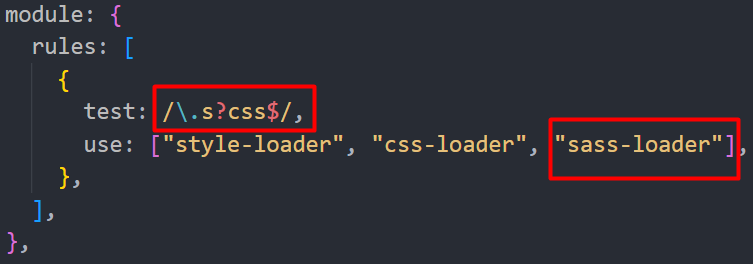 module: {
rules: [
{
test: /\.s?css$/,
use: ["style-loader", "css-loader", "sass-loader"],
},
],
},